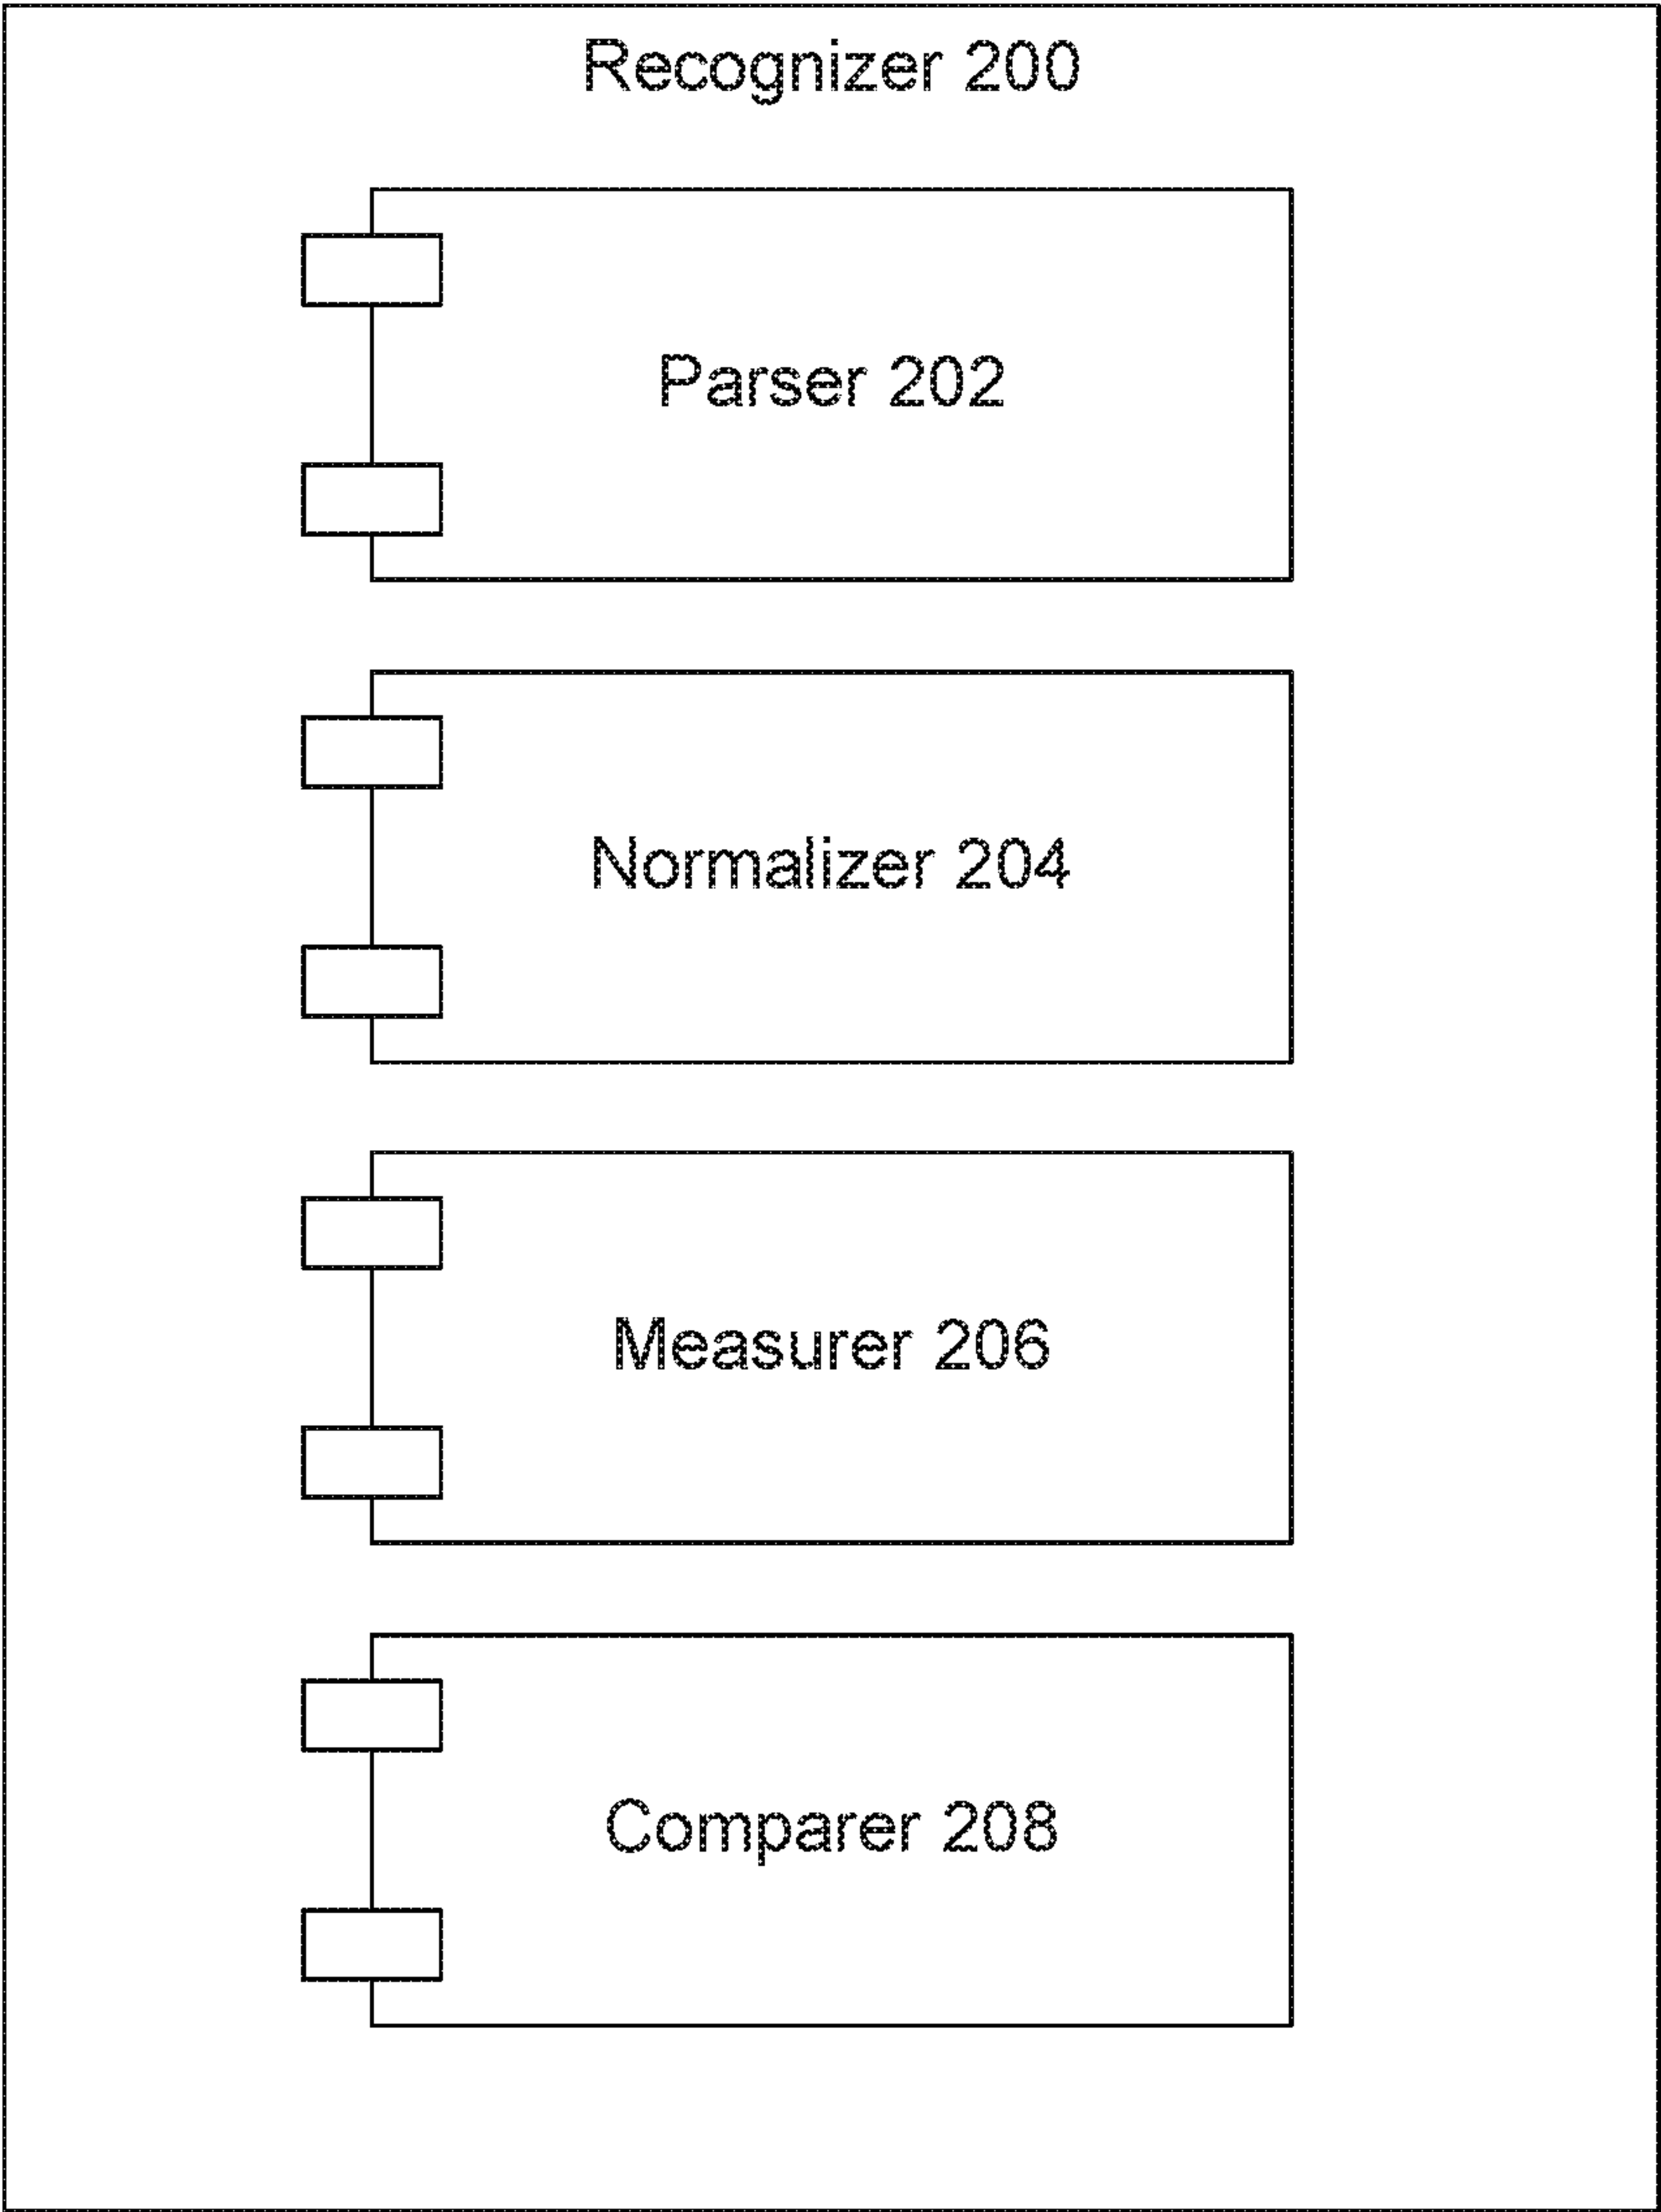 Recognizer 200
Parser 202
Normalizer 204
Measurer 206
Comparer 208